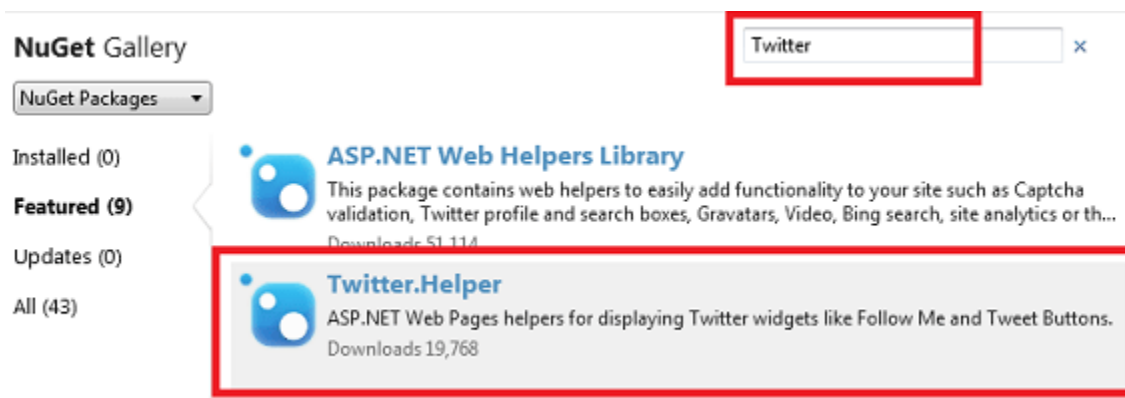 NuGet Gallery
Twitter
NuGet Packages
Installed (0)
Featured (9)
Updates (0)
All (43)
ASP.NET Web Helpers Library
This package contains web helpers to easily add functionality to your site such as Captcha
validation, Twitter profile and search boxes, Gravatars, Video, Bing search, site analytics or th...
Downloads 51,114
Twitter.Helper
ASP.NET Web Pages helpers for displaying Twitter widgets like Follow Me and Tweet Buttons.
Downloads 19,768